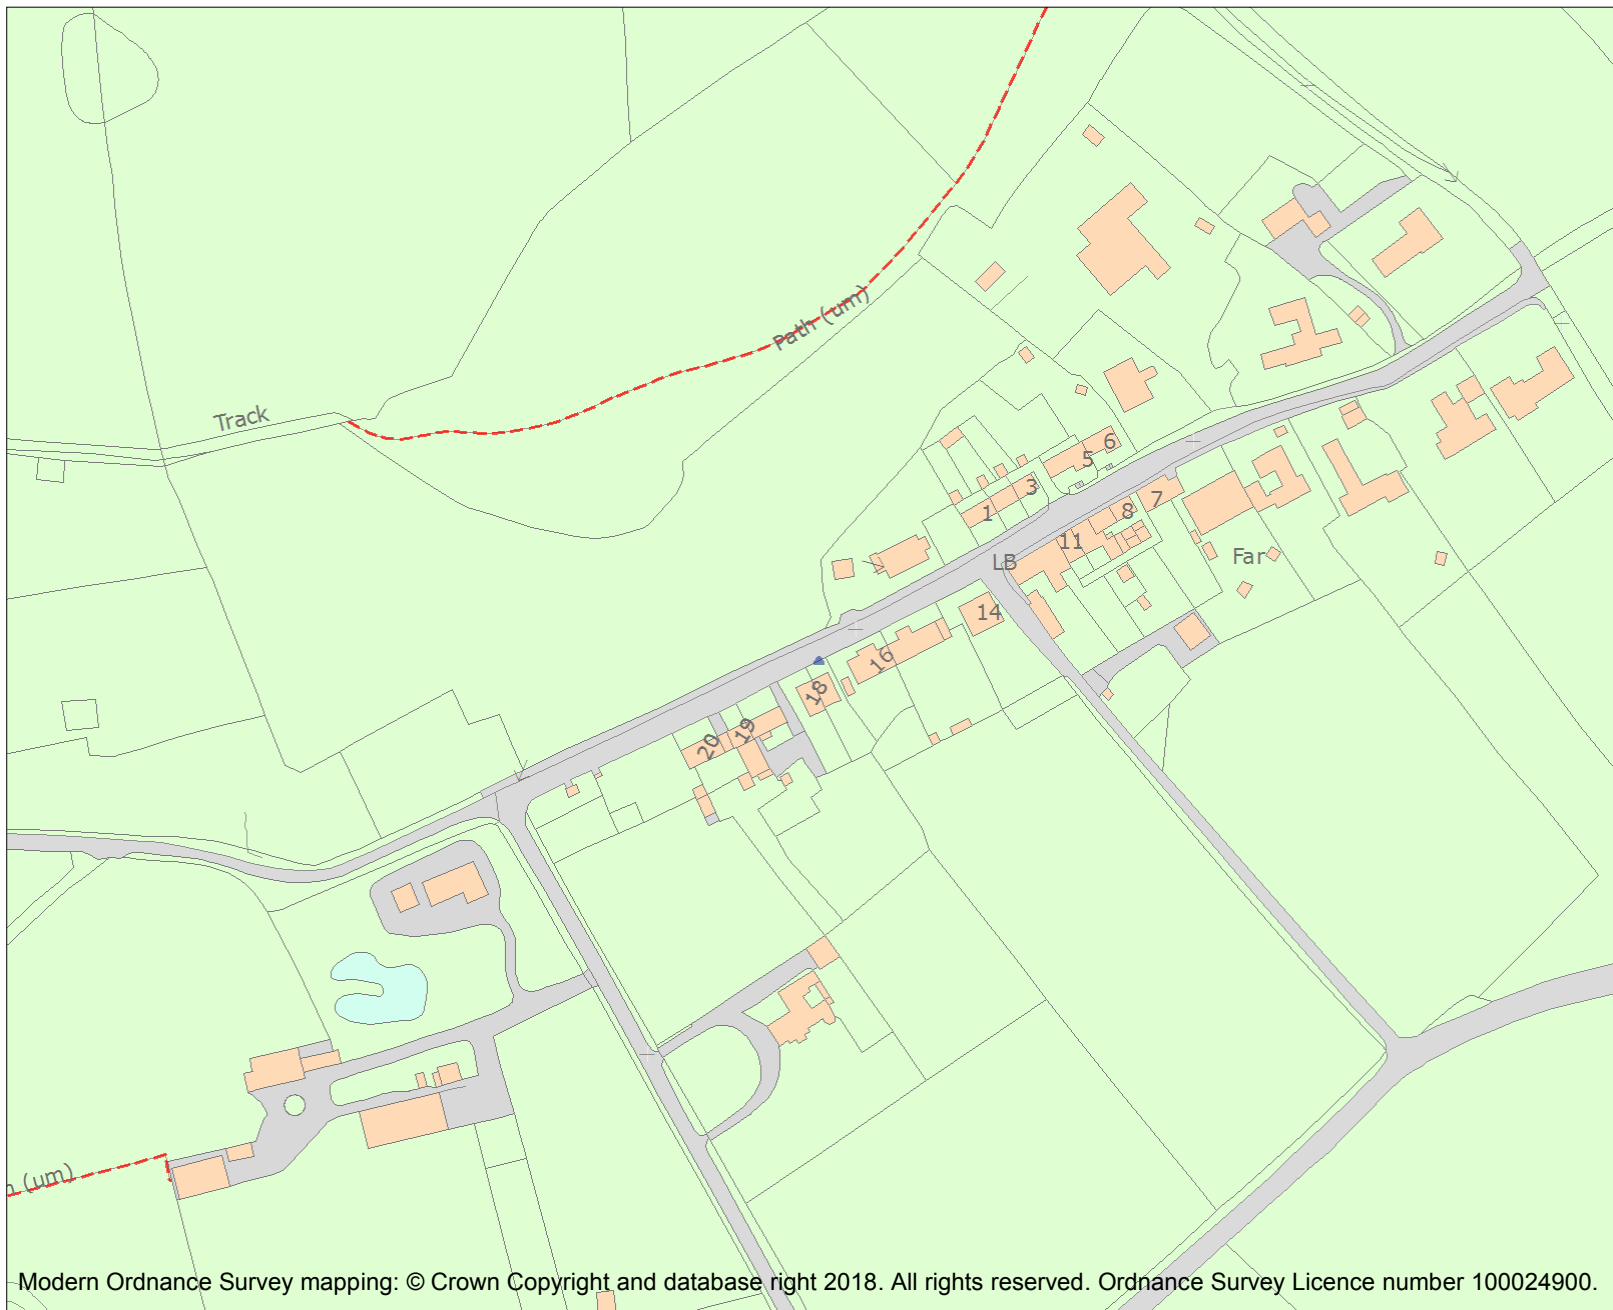 Track
Path (um)
6
5
3
1
7
8
11
LB
Far
14
16
18
19
20
(um)
Modern Ordnance Survey mapping: © Crown Copyright and database right 2018. All rights reserved. Ordnance Survey Licence number 100024900.